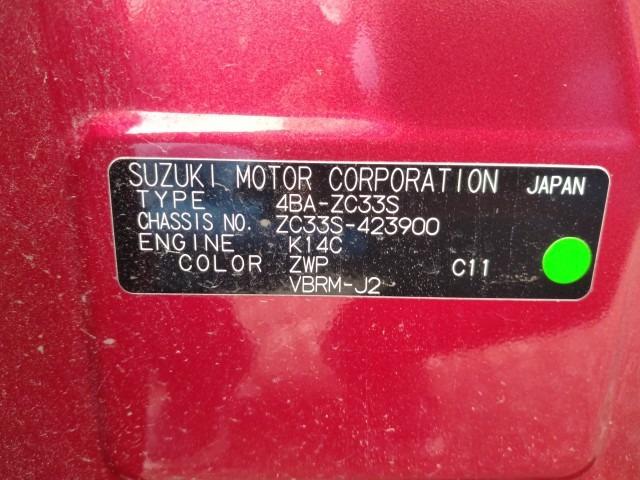 SUZUKI MOTOR CORPORATION JAPAN
TYPE 4BA-ZC33S
CHASSIS NO. ZC33S-423900
ENGINE K14C
COLOR ZWP C11
VBRM-J2